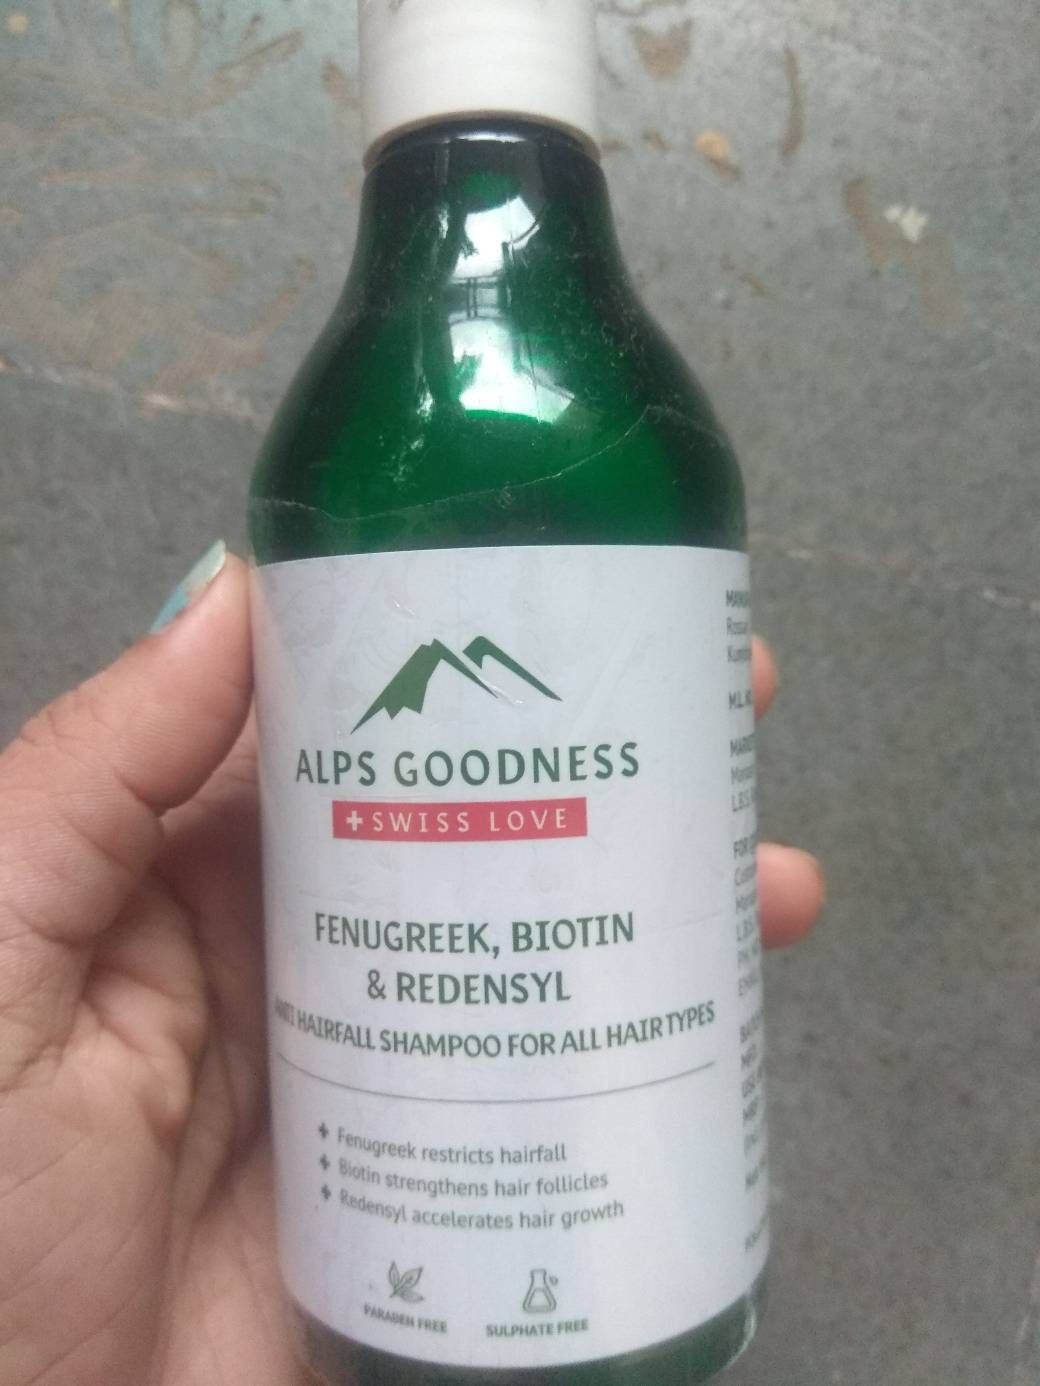 ALPS GOODNESS
+ SWISS LOVE
FENUGREEK, BIOTIN
& REDENSYL
ANTI HAIRFALL SHAMPOO FOR ALL HAIR TYPES
Fenugreek restricts hairfall
Biotin strengthens hair follicles
Redensyl accelerates hair growth
PARABEN FREE
SULPHATE FREE